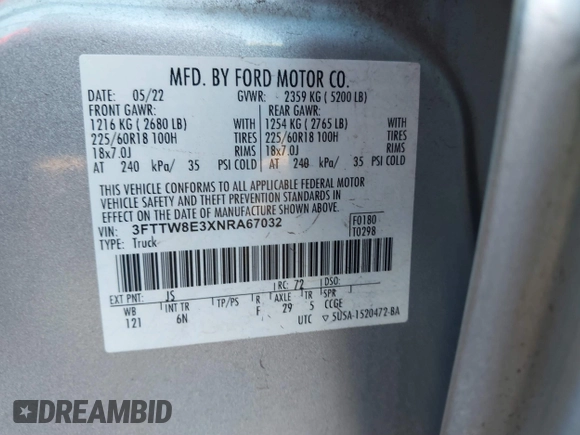 MFD. BY FORD MOTOR CO.
DATE: 05/22 GVWR: 2359 KG ( 5200 LB)
FRONT GAWR: REAR GAWR:
1216 KG ( 2680 LB) WITH 1254 KG ( 2765 LB) WITH
225/60R18 100H TIRES 225/60R18 100H TIRES
18x7.0J RIMS 18x7.0J RIMS
AT 240 kPa/ 35 PSI COLD AT 240 kPa/ 35 PSI COLD
THIS VEHICLE CONFORMS TO ALL APPLICABLE FEDERAL MOTOR
VEHICLE SAFETY AND THEFT PREVENTION STANDARDS IN EFFECT
ON THE DATE OF MANUFACTURE SHOWN ABOVE.
VIN: 3FTTW8E3XNRA67032 F0180
TYPE: Truck T0298
RC: 72 DSO:
EXT PNT: JS
WB INT TR TP/PS R AXLE TR SPR
121 6N F 29 5 CCGE
UTC 5U5A-1520472-BA
DREAMBID